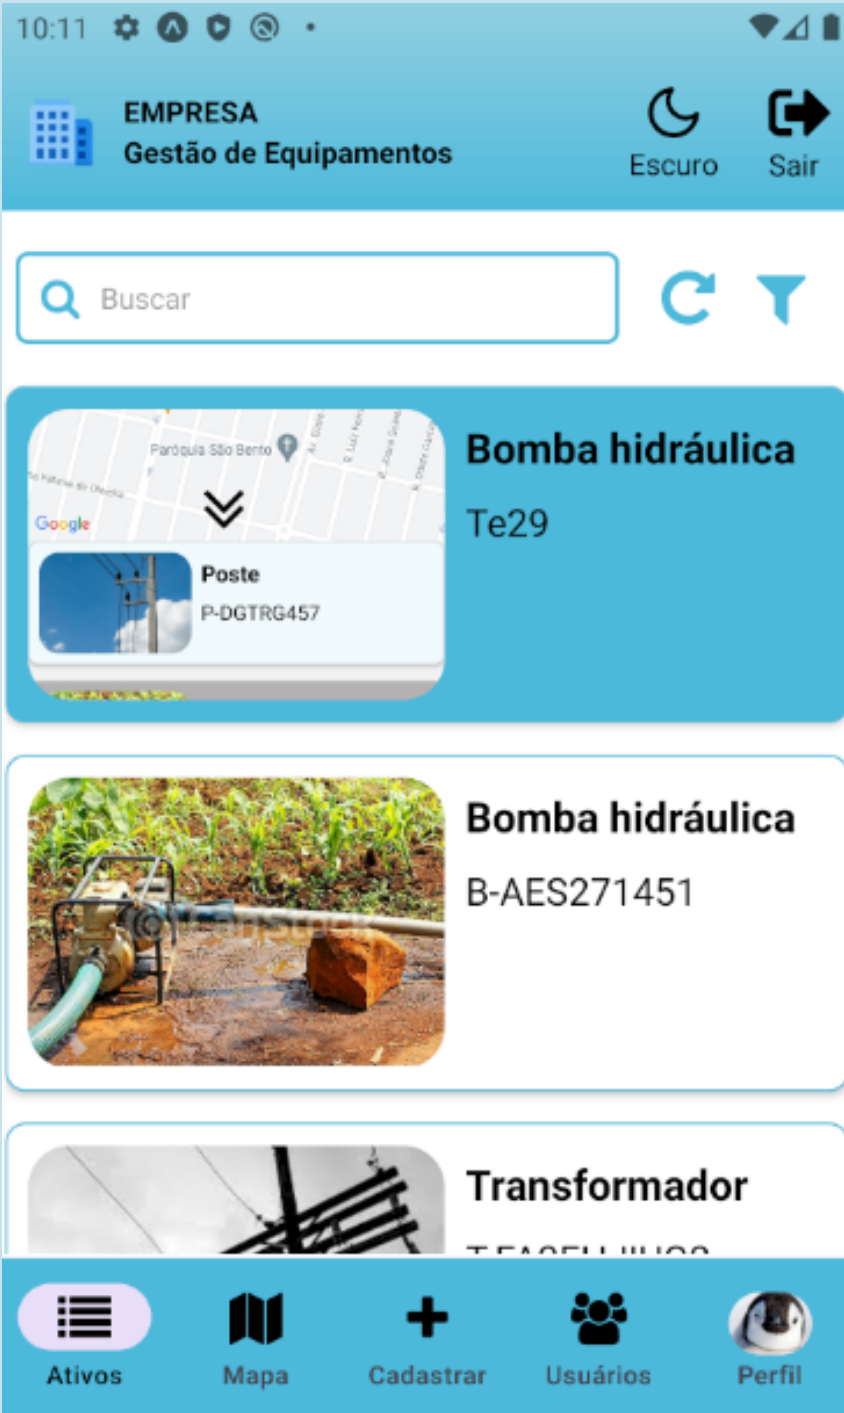 10:11
EMPRESA
Gestão de Equipamentos
Escuro
Sair
Buscar
Paróquia São Bento
Google
Poste
P-DGTRG457
Bomba hidráulica
Te29
CanStock
Bomba hidráulica
B-AES271451
Transformador
Ativos
Mapa
Cadastrar
Usuários
Perfil